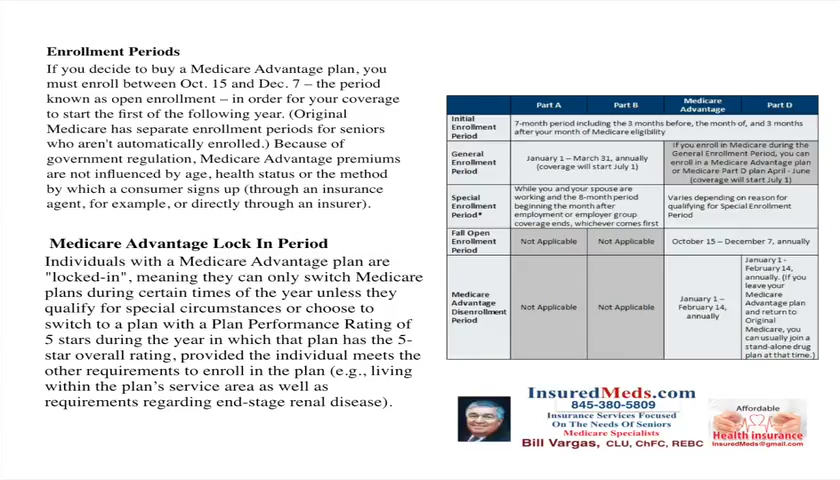 Enrollment Periods
If you decide to buy a Medicare Advantage plan, you
must enroll between Oct. 15 and Dec. 7 – the period
known as open enrollment – in order for your coverage
to start the first of the following year. (Original
Medicare has separate enrollment periods for seniors
who aren't automatically enrolled.) Because of
government regulation, Medicare Advantage premiums
are not influenced by age, health status or the method
by which a consumer signs up (through an insurance
agent, for example, or directly through an insurer).
Medicare Advantage Lock In Period
Individuals with a Medicare Advantage plan are
"locked-in", meaning they can only switch Medicare
plans during certain times of the year unless they
qualify for special circumstances or choose to
switch to a plan with a Plan Performance Rating of
5 stars during the year in which that plan has the 5-
star overall rating, provided the individual meets the
other requirements to enroll in the plan (e.g., living
within the plan's service area as well as
requirements regarding end-stage renal disease).
Part A
Part B
Medicare
Advantage
Part D
Initial
Enrollment
Period
7-month period including the 3 months before, the month of, and 3 months
after your month of Medicare eligibility
General
Enrollment
Period
January 1 – March 31, annually
(coverage will start July 1)
If you enroll in Medicare during the
General Enrollment Period, you can
enroll in a Medicare Advantage plan
or Medicare Part D plan April - June
(coverage will start July 1)
Special
Enrollment
Period*
While you and your spouse are
working and the 8-month period
beginning the month after
employment or employer group
coverage ends, whichever comes first
Varies depending on reason for
qualifying for Special Enrollment
Period
Fall Open
Enrollment
Period
Not Applicable
Not Applicable
October 15 – December 7, annually
Medicare
Advantage
Disenrollment
Period
Not Applicable
Not Applicable
January 1 –
February 14,
annually
January 1 -
February 14,
annually. (If you
leave your
Medicare
Advantage plan
and return to
Original
Medicare, you
can usually join a
stand-alone drug
plan at that time.)
InsuredMeds.com
845-380-5809
Insurance Services Focused
On The Needs Of Seniors
Medicare Specialists
Bill Vargas, CLU, ChFC, REBC
Affordable
Health insurance
InsuredMeds@gmail.com